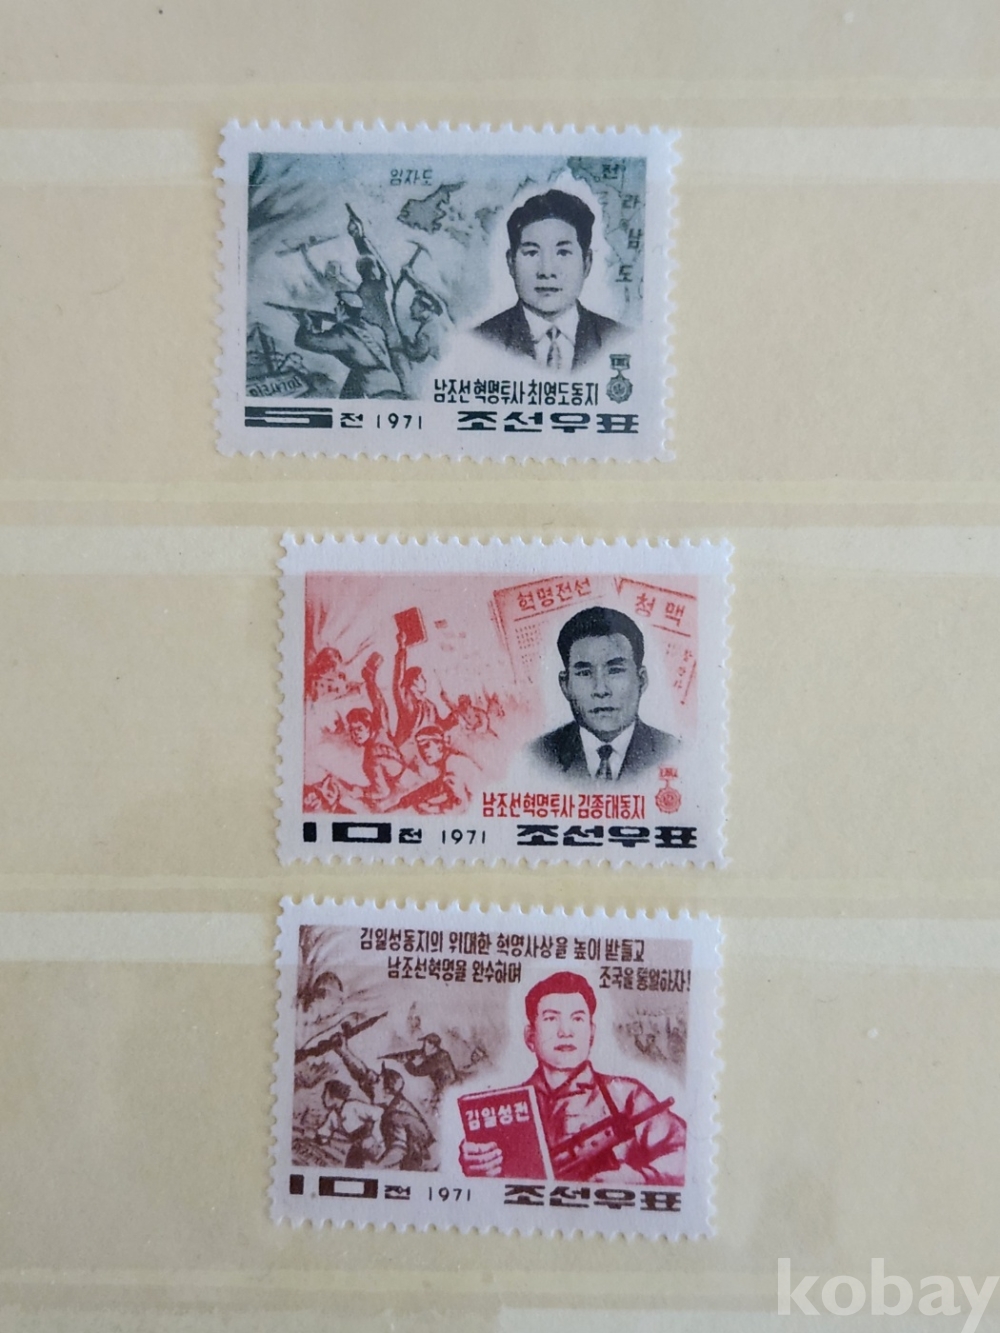 임자도
전
라
남
도
남조선혁명투사 최영도동지
5전 1971 조선우표
혁명전선
청맥
남조선혁명투사 김종태동지
10전 1971 조선우표
김일성동지의 위대한 혁명사상을 높이 받들고
남조선혁명을 완수하며 조국을 통일하자!
김일성전
10전 1971 조선우표
kobay